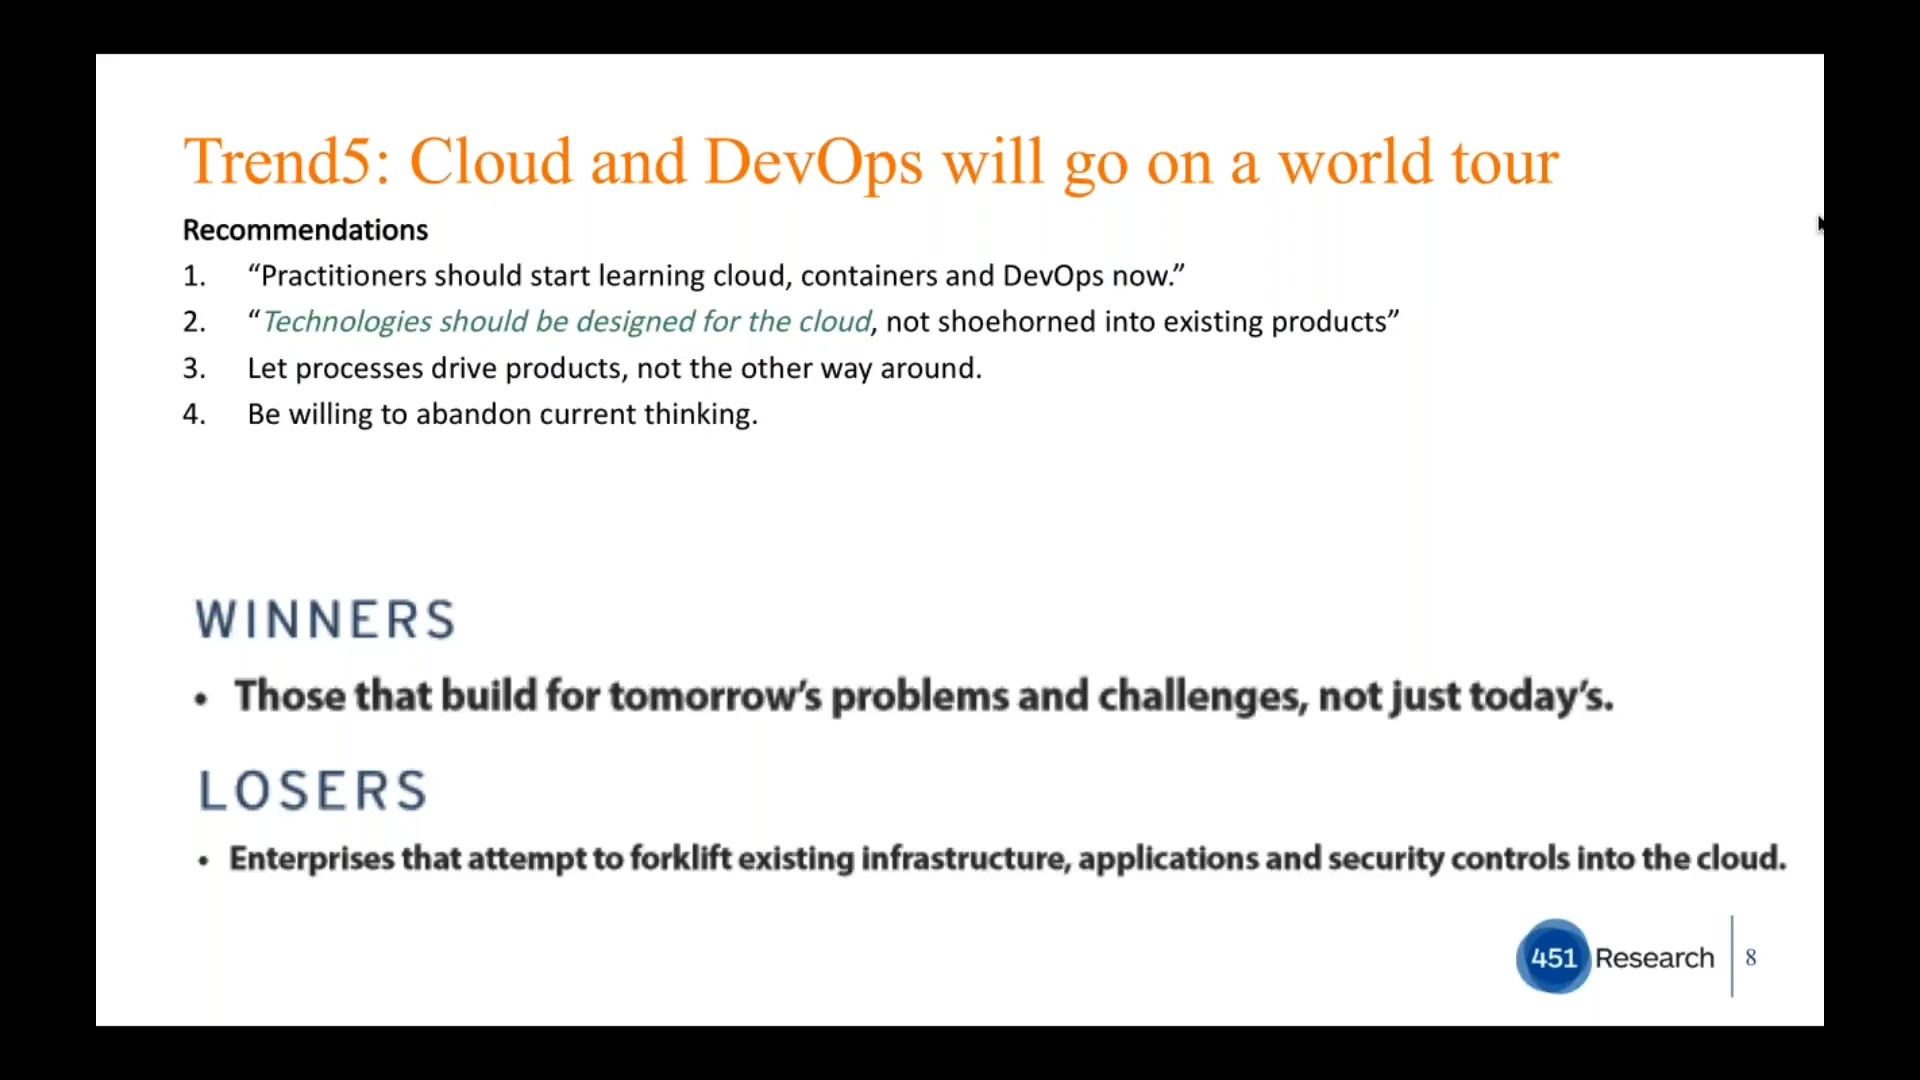 Trend5: Cloud and DevOps will go on a world tour
Recommendations
1. “Practitioners should start learning cloud, containers and DevOps now.”
2. “Technologies should be designed for the cloud, not shoehorned into existing products”
3. Let processes drive products, not the other way around.
4. Be willing to abandon current thinking.
WINNERS
• Those that build for tomorrow’s problems and challenges, not just today’s.
LOSERS
• Enterprises that attempt to forklift existing infrastructure, applications and security controls into the cloud.
451 Research 8